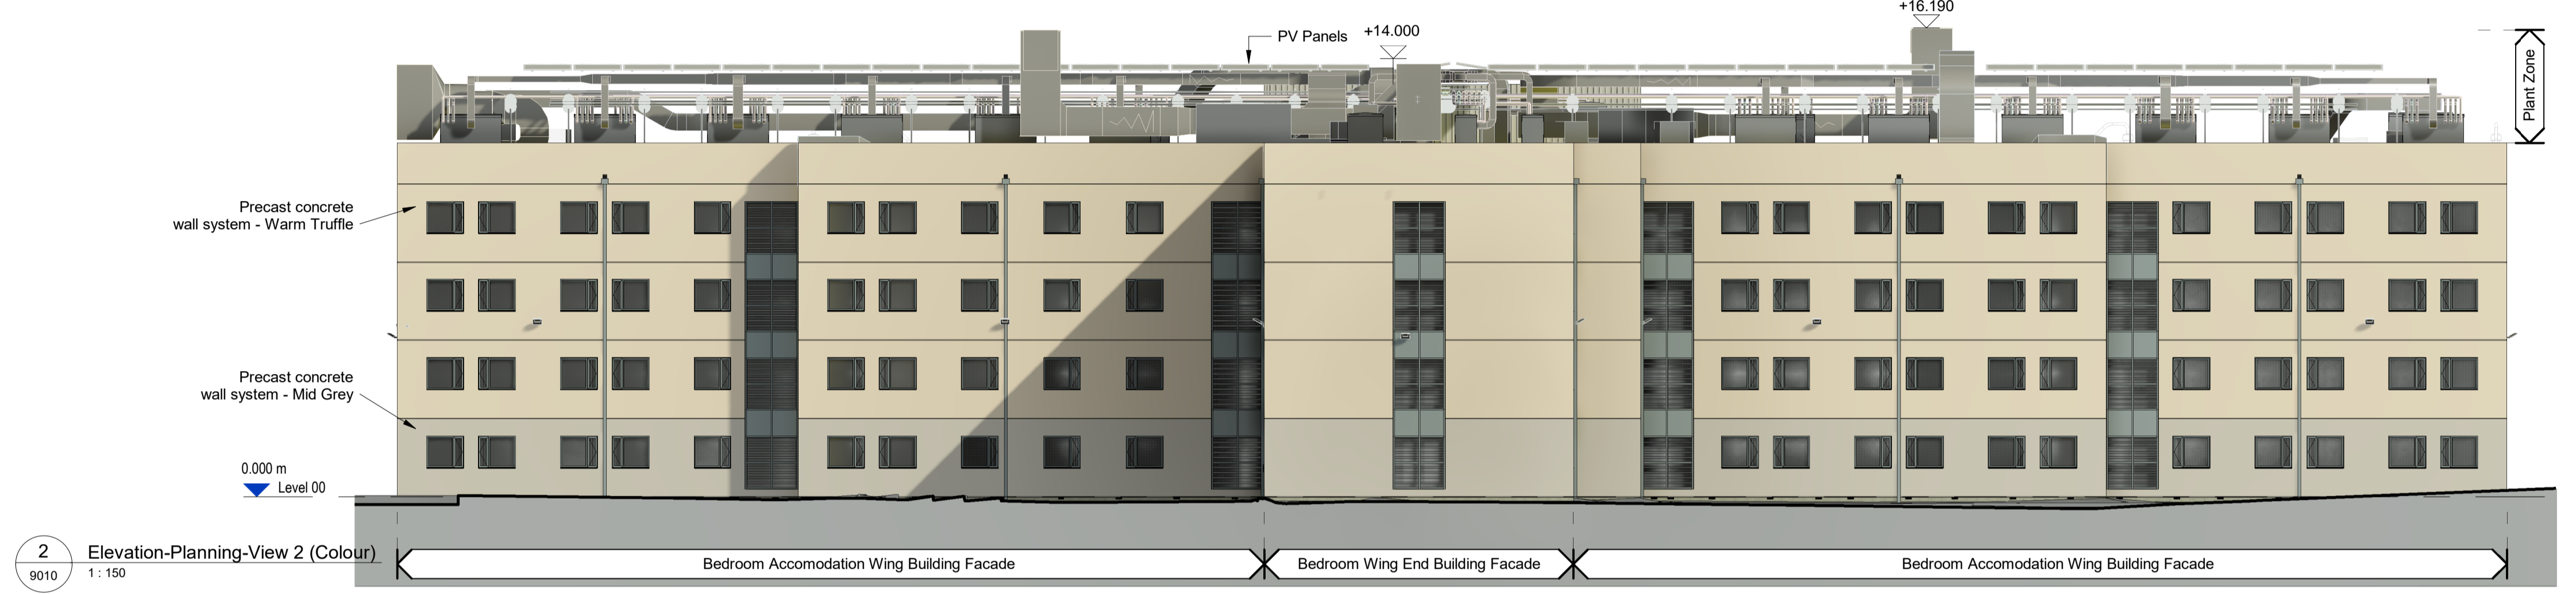 +16.190
PV Panels
+14.000
Plant Zone
Precast concrete
wall system - Warm Truffle
Precast concrete
wall system - Mid Grey
0.000 m
Level 00
2
9010
Elevation-Planning-View 2 (Colour)
1 : 150
Bedroom Accomodation Wing Building Facade
Bedroom Wing End Building Facade
Bedroom Accomodation Wing Building Facade